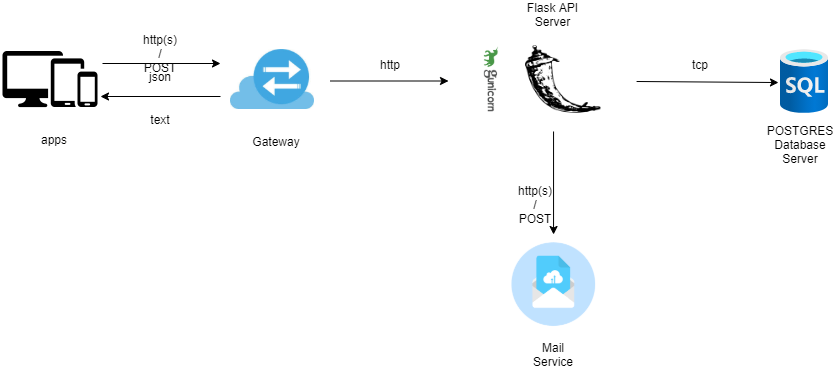 Flask API
Server
http(s)
/
POST
json
text
apps
Gateway
http
gunicorn
tcp
SQL
POSTGRES
Database
Server
http(s)
/
POST
Mail
Service